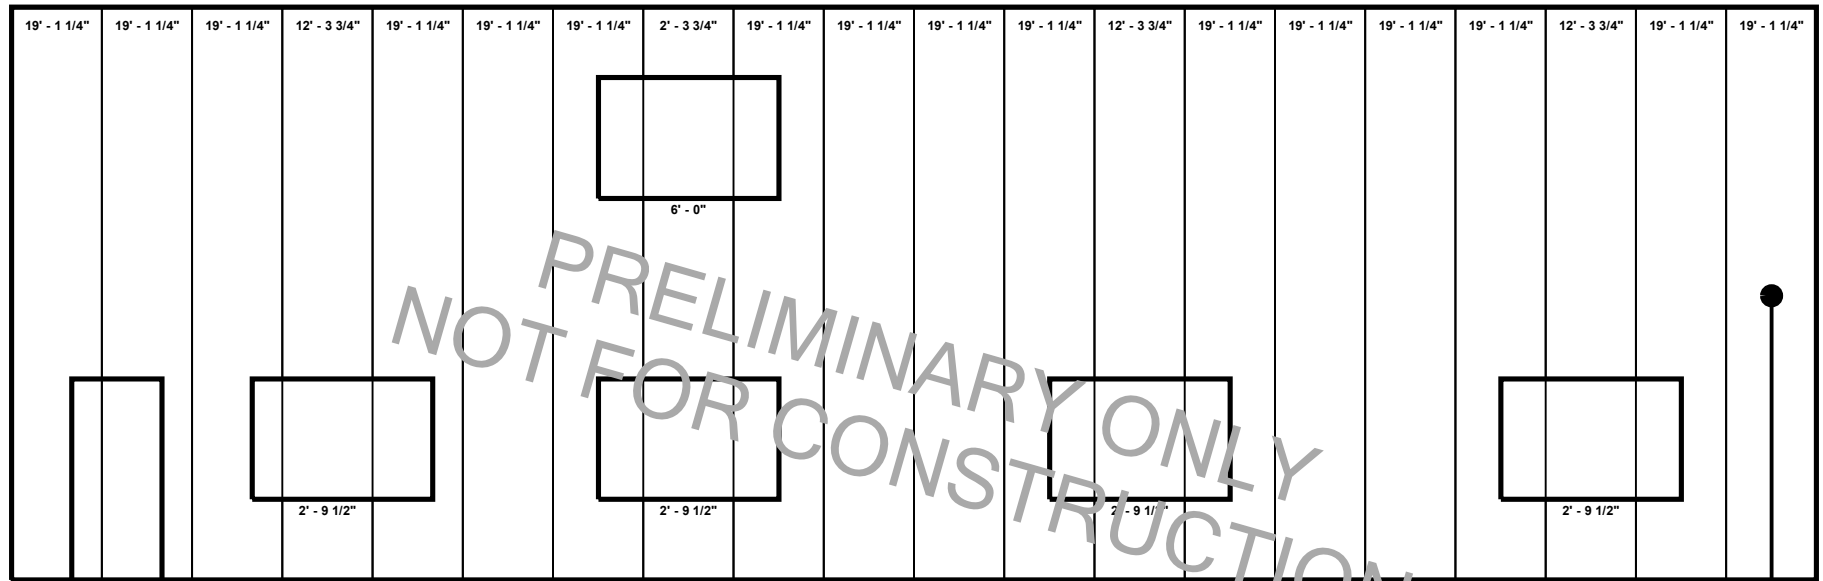 19' - 1 1/4" 19' - 1 1/4" 19' - 1 1/4" 12' - 3 3/4" 19' - 1 1/4" 19' - 1 1/4" 19' - 1 1/4" 2' - 3 3/4" 19' - 1 1/4" 19' - 1 1/4" 19' - 1 1/4" 19' - 1 1/4" 12' - 3 3/4" 19' - 1 1/4" 19' - 1 1/4" 19' - 1 1/4" 19' - 1 1/4" 12' - 3 3/4" 19' - 1 1/4" 19' - 1 1/4"
6' - 0"
PRELIMINARY ONLY
NOT FOR CONSTRUCTION
2' - 9 1/2" 2' - 9 1/2" 2' - 9 1/2" 2' - 9 1/2"